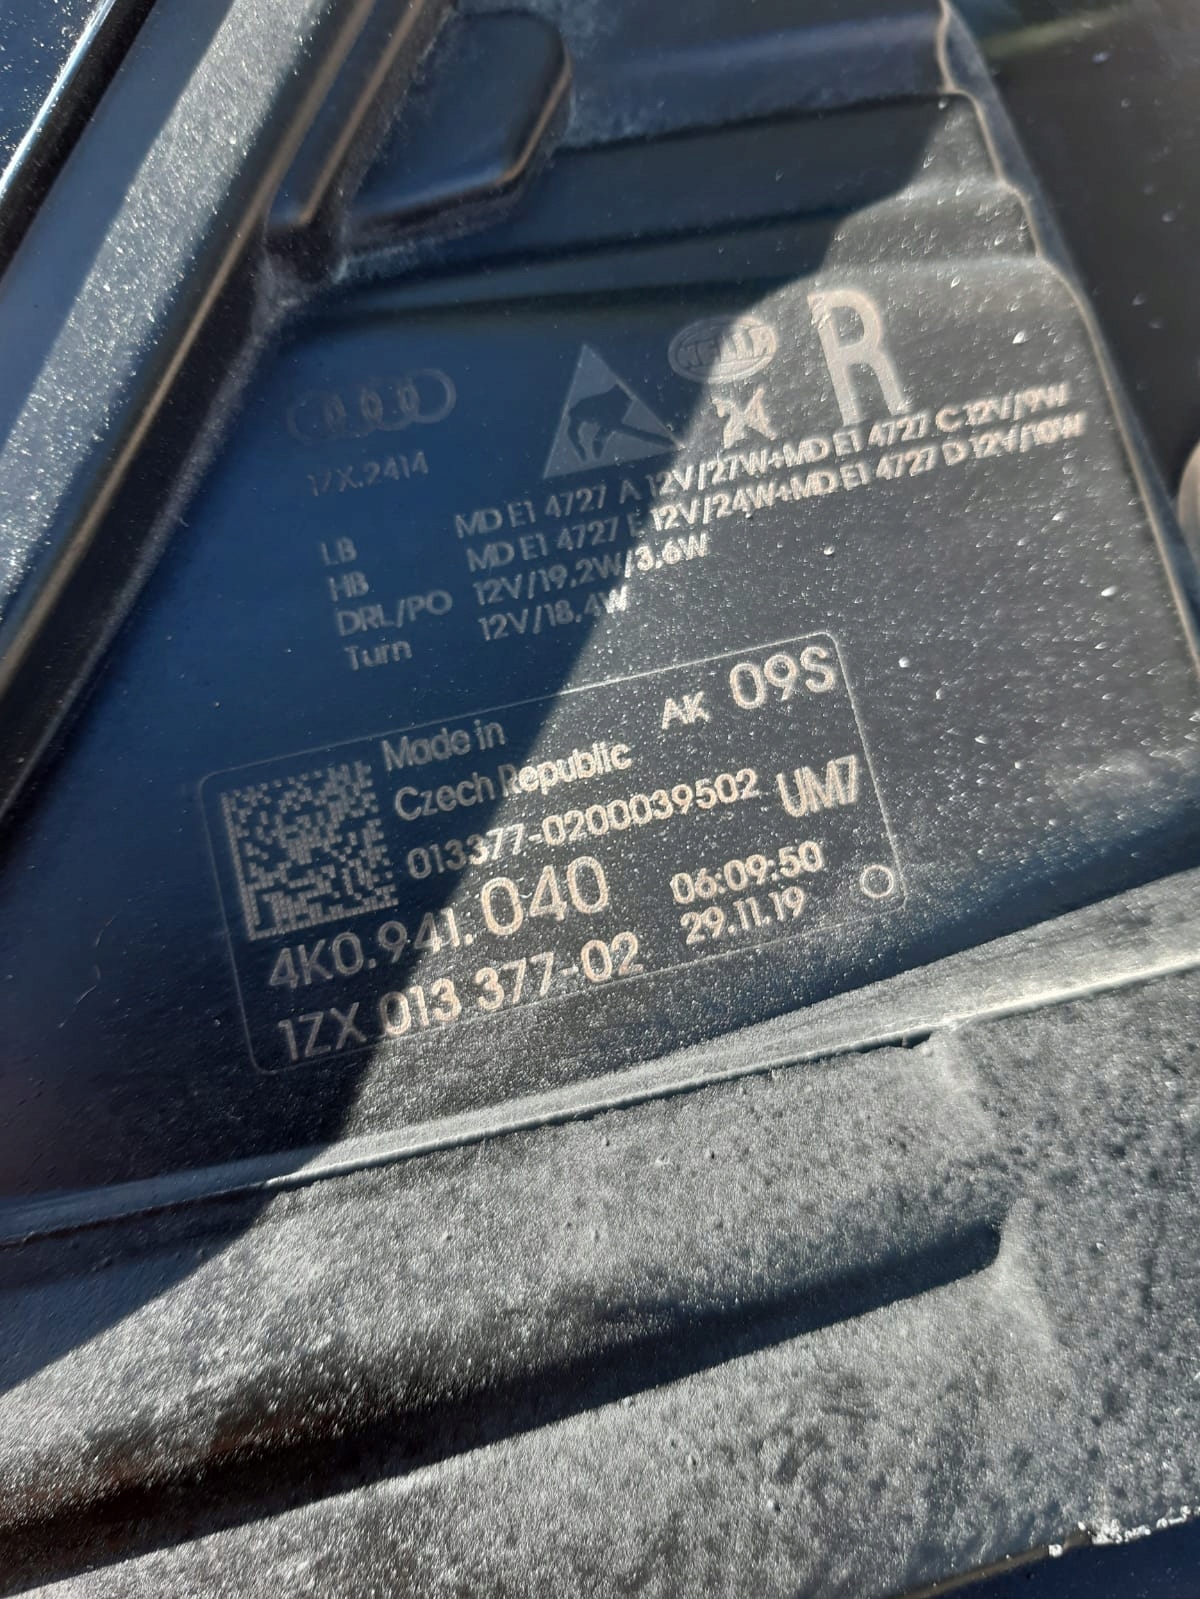 HELLA
R
1ZX.2414
LB MD E1 4727 A 12V/27W+MD E1 4727 C 12V/9W
HB MD E1 4727 E 12V/24W+MD E1 4727 D 12V/10W
DRL/PO 12V/19,2W/3,6W
Turn 12V/18,4W
Made in
Czech Republic
AK 09S
013377-0200039502 UM7
4K0.941.040 06:09:50
1ZX 013 377-02 29.11.19